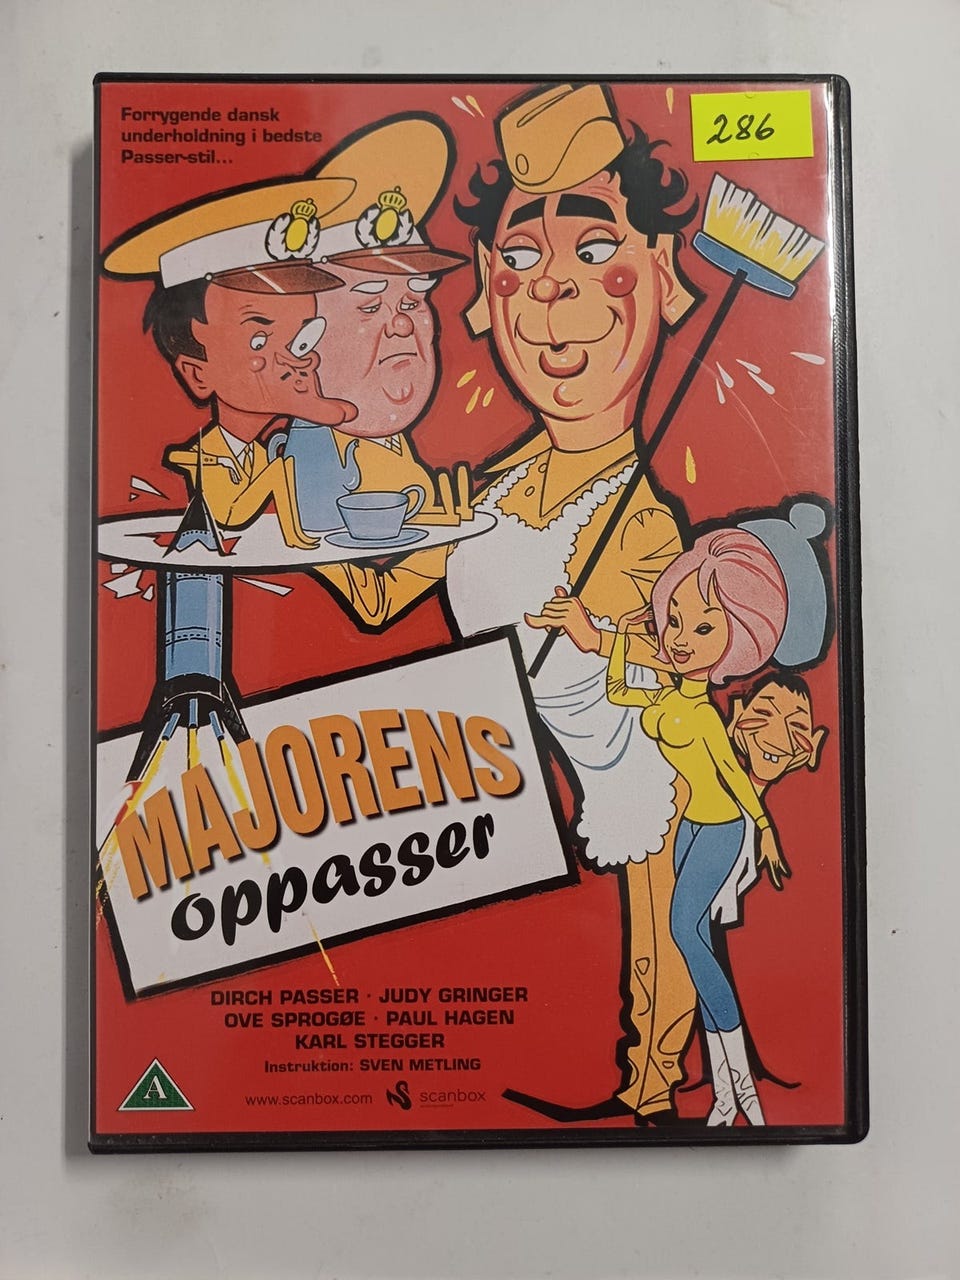 Forrygende dansk
underholdning i bedste
Passer-stil...
286
MAJORENS
oppasser
DIRCH PASSER · JUDY GRINGER
OVE SPROGØE · PAUL HAGEN
KARL STEGGER
Instruktion: SVEN METLING
A
www.scanbox.com
scanbox